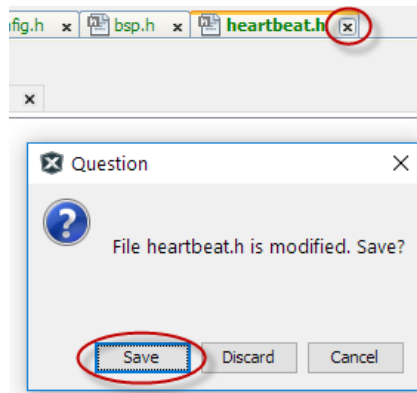 fig.h x bsp.h x heartbeat.h x
x
Question
File heartbeat.h is modified. Save?
Save Discard Cancel